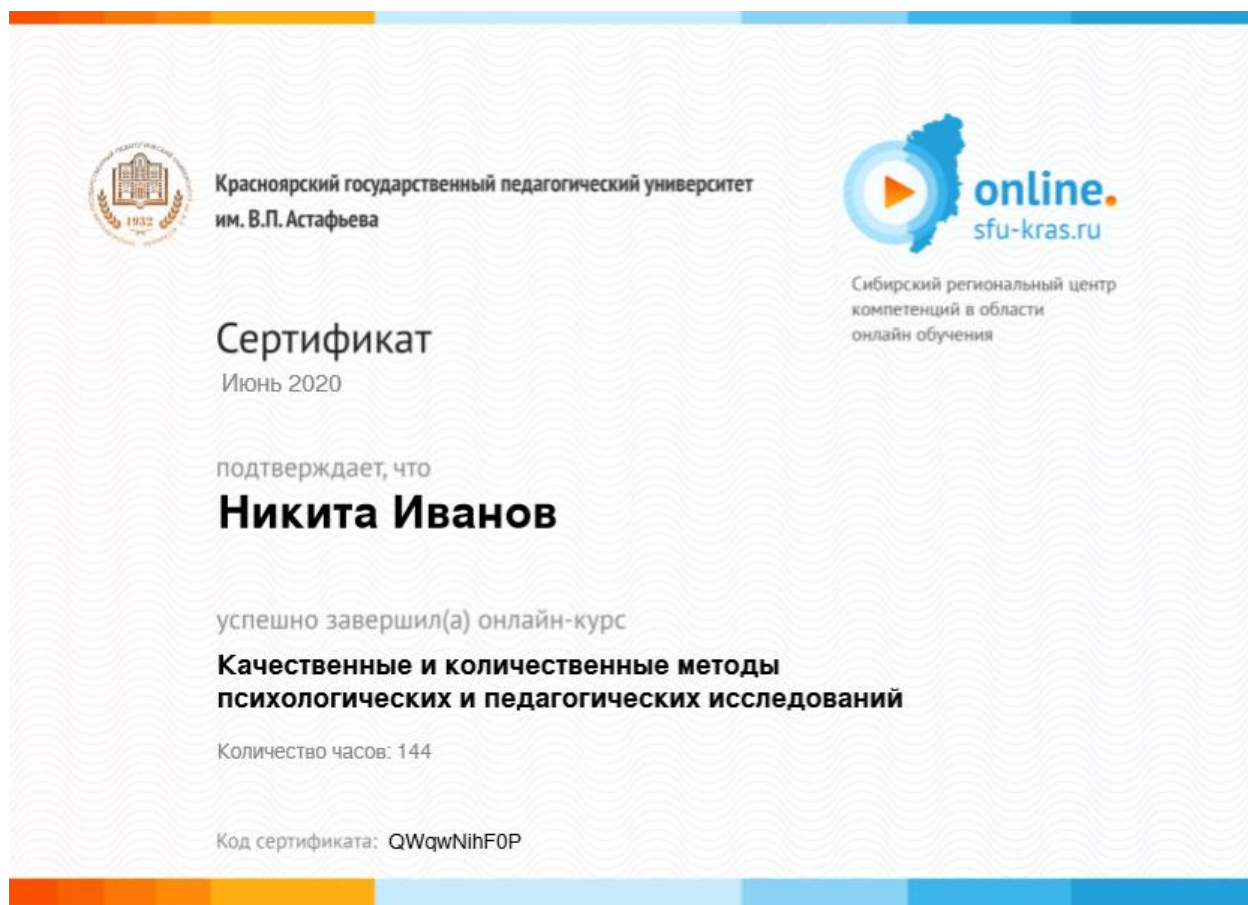 Красноярский государственный педагогический университет
им. В.П. Астафьева
1932
online.
sfu-kras.ru
Сибирский региональный центр
компетенций в области
онлайн обучения
Сертификат
Июнь 2020
подтверждает, что
Никита Иванов
успешно завершил(а) онлайн-курс
Качественные и количественные методы
психологических и педагогических исследований
Количество часов: 144
Код сертификата: QWqwNihF0P